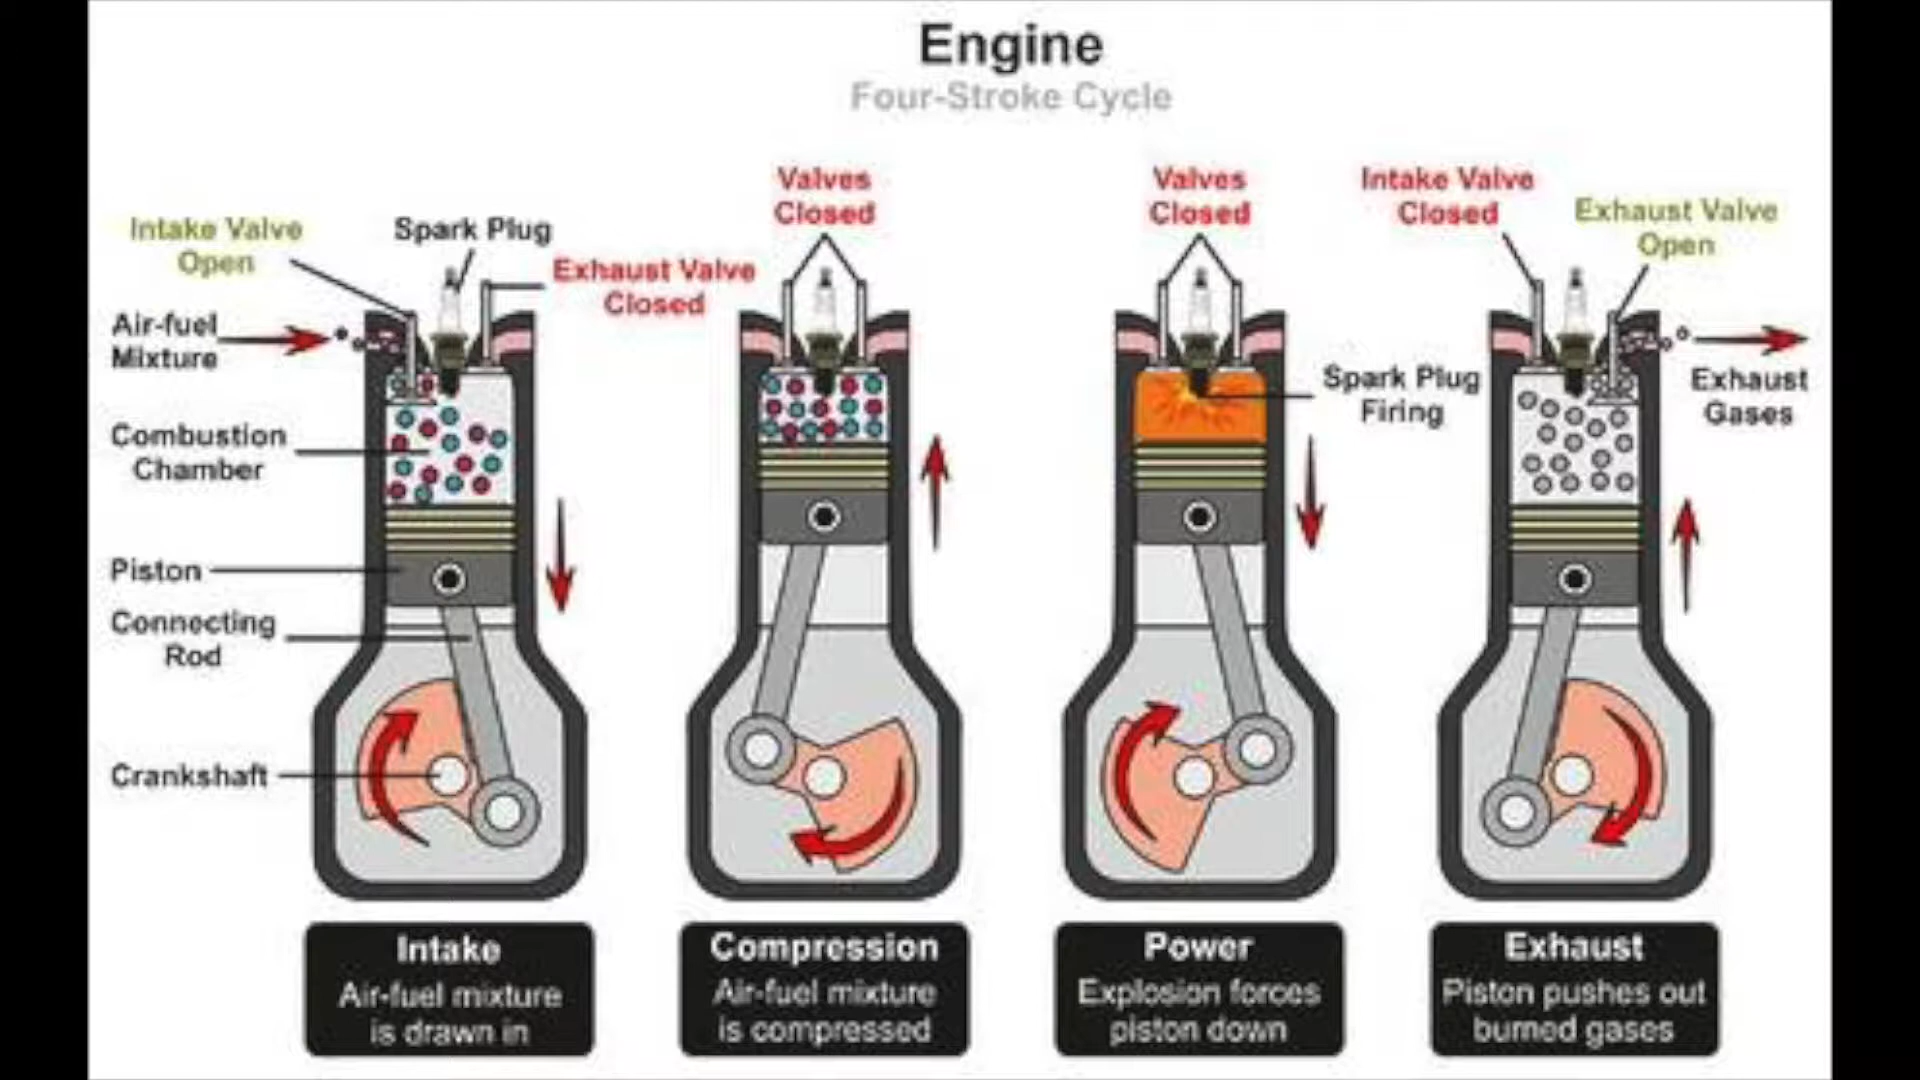 Engine
Four-Stroke Cycle
Intake Valve
Open
Spark Plug
Exhaust Valve
Closed
Air-fuel
Mixture
Combustion
Chamber
Piston
Connecting
Rod
Crankshaft
Valves
Closed
Valves
Closed
Spark Plug
Firing
Intake Valve
Closed
Exhaust Valve
Open
Exhaust
Gases
Intake
Air-fuel mixture
is drawn in
Compression
Air-fuel mixture
is compressed
Power
Explosion forces
piston down
Exhaust
Piston pushes out
burned gases